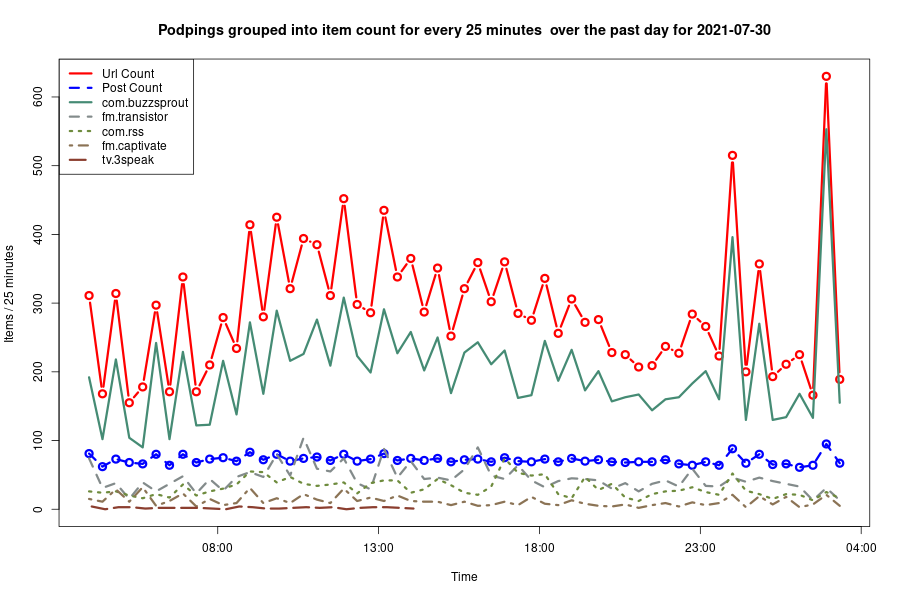 Podpings grouped into item count for every 25 minutes  over the past day for 2021-07-30
Url Count
Post Count
com.buzzsprout
fm.transistor
com.rss
fm.captivate
tv.3speak
Items / 25 minutes
600
500
400
300
200
100
0
08:00 13:00 18:00 23:00 04:00
Time